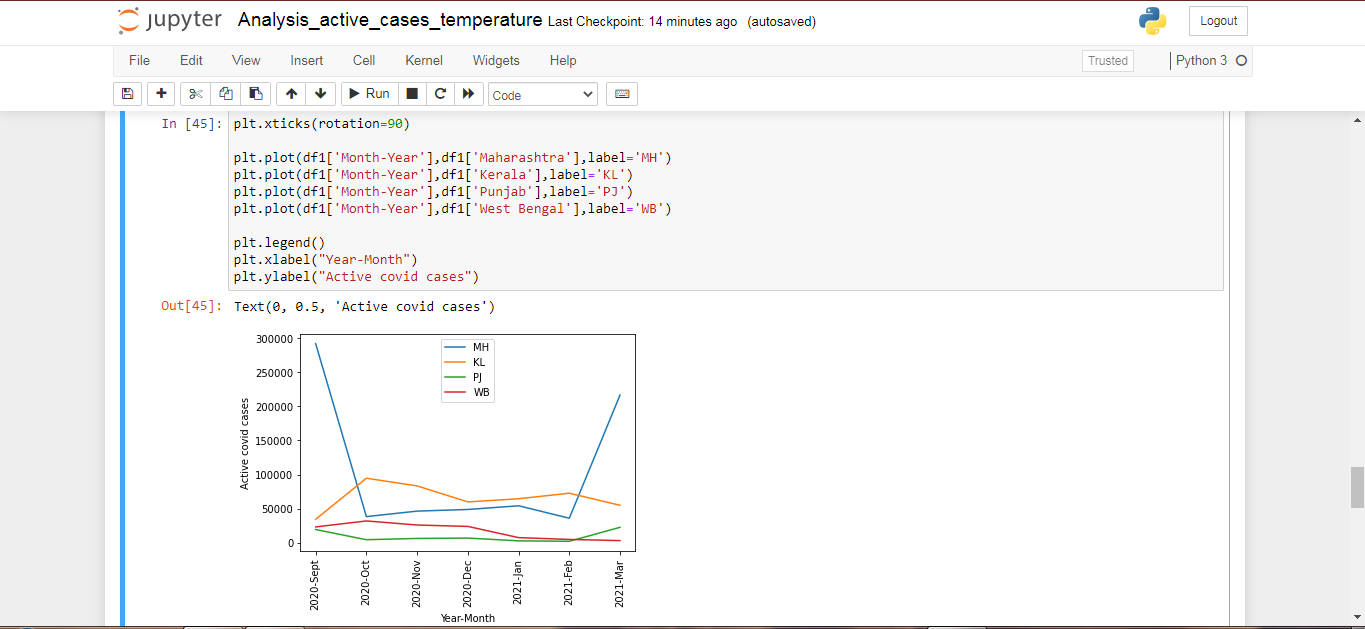 jupyter Analysis_active_cases_temperature Last Checkpoint: 14 minutes ago (autosaved) Logout
File Edit View Insert Cell Kernel Widgets Help Trusted Python 3
Run Code
In [45]: plt.xticks(rotation=90)
plt.plot(df1['Month-Year'],df1['Maharashtra'],label='MH')
plt.plot(df1['Month-Year'],df1['Kerala'],label='KL')
plt.plot(df1['Month-Year'],df1['Punjab'],label='PJ')
plt.plot(df1['Month-Year'],df1['West Bengal'],label='WB')
plt.legend()
plt.xlabel("Year-Month")
plt.ylabel("Active covid cases")
Out[45]: Text(0, 0.5, 'Active covid cases')
300000
250000
200000
150000
100000
50000
0
Active covid cases
MH
KL
PJ
WB
2020-Sept
2020-Oct
2020-Nov
2020-Dec
2021-Jan
2021-Feb
2021-Mar
Year-Month